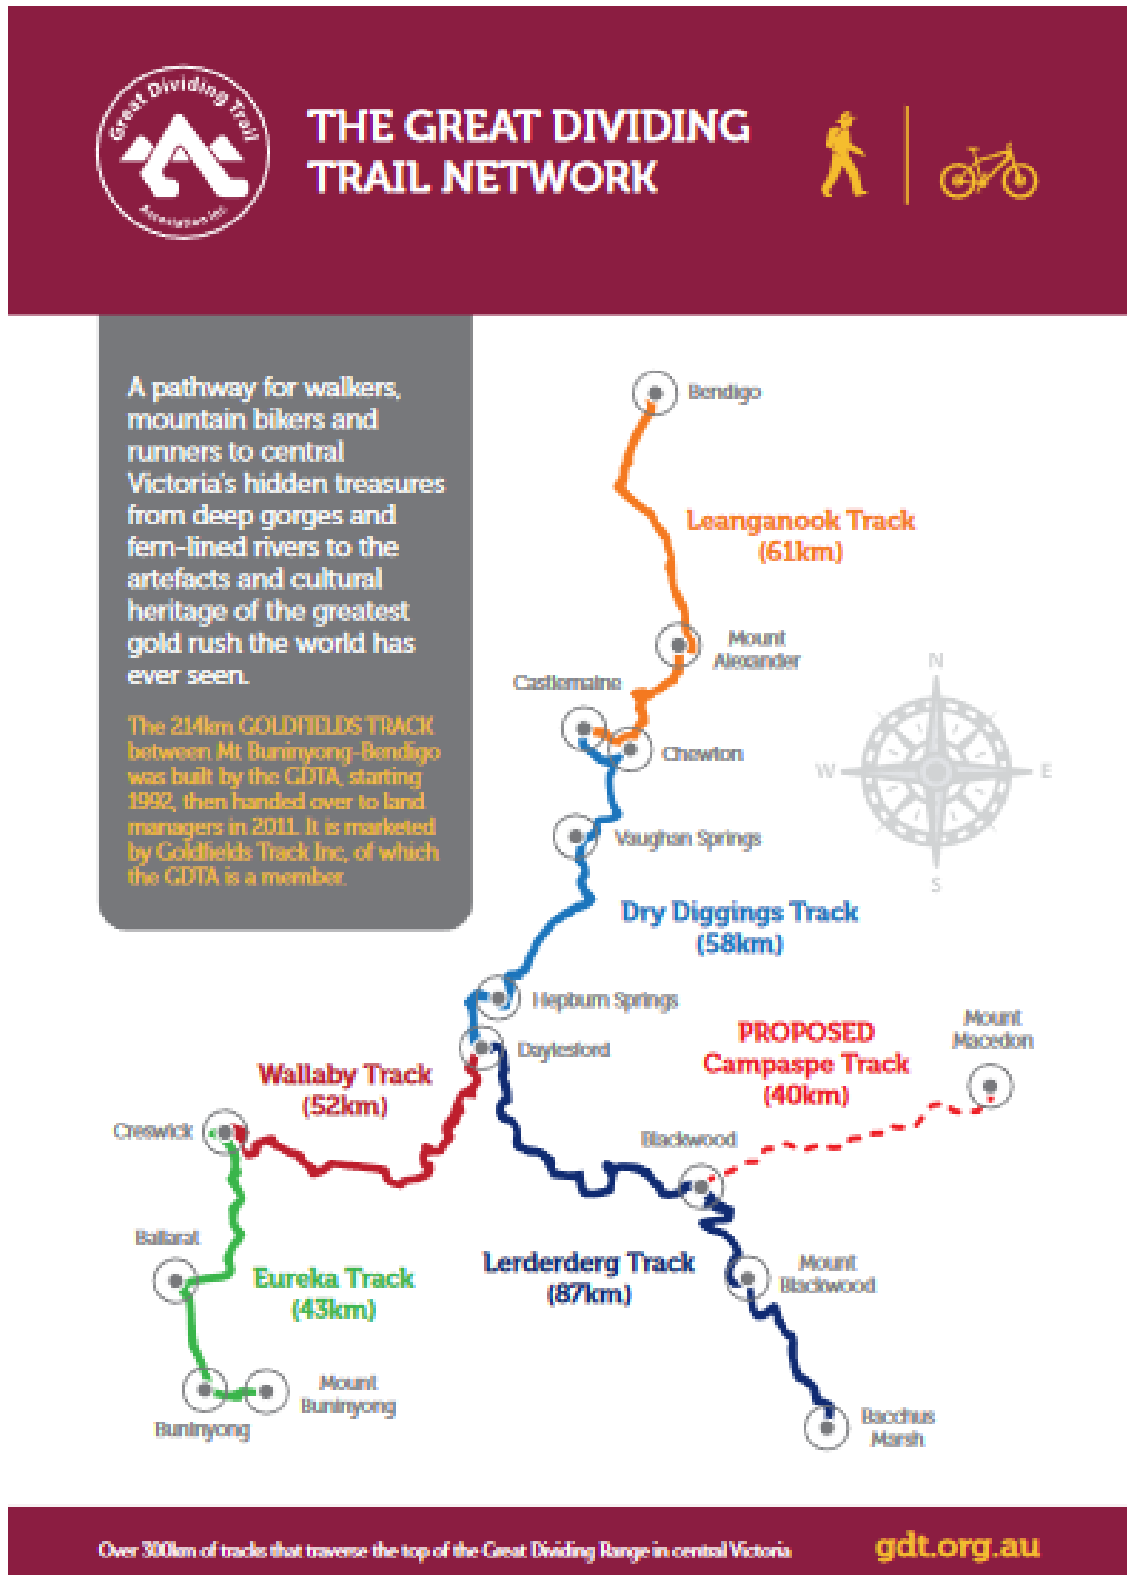 Great Dividing Trail
Association Inc.
THE GREAT DIVIDING
TRAIL NETWORK
A pathway for walkers,
mountain bikers and
runners to central
Victoria's hidden treasures
from deep gorges and
fern-lined rivers to the
artefacts and cultural
heritage of the greatest
gold rush the world has
ever seen.
The 214km GOLDFIELDS TRACK
between Mt Buninyong-Bendigo
was built by the GDTA, starting
1992, then handed over to land
managers in 2011. It is marketed
by Goldfields Track Inc, of which
the GDTA is a member.
Bendigo
Leanganook Track
(61km)
Mount
Alexander
Castlemaine
Chewton
N
W
E
S
Vaughan Springs
Dry Diggings Track
(58km)
Hepburn Springs
Daylesford
PROPOSED
Campaspe Track
(40km)
Mount
Macedon
Wallaby Track
(52km)
Creswick
Blackwood
Ballarat
Eureka Track
(43km)
Lerderderg Track
(87km)
Mount
Blackwood
Mount
Buninyong
Buninyong
Bacchus
Marsh
Over 300km of tracks that traverse the top of the Great Dividing Range in central Victoria
gdt.org.au